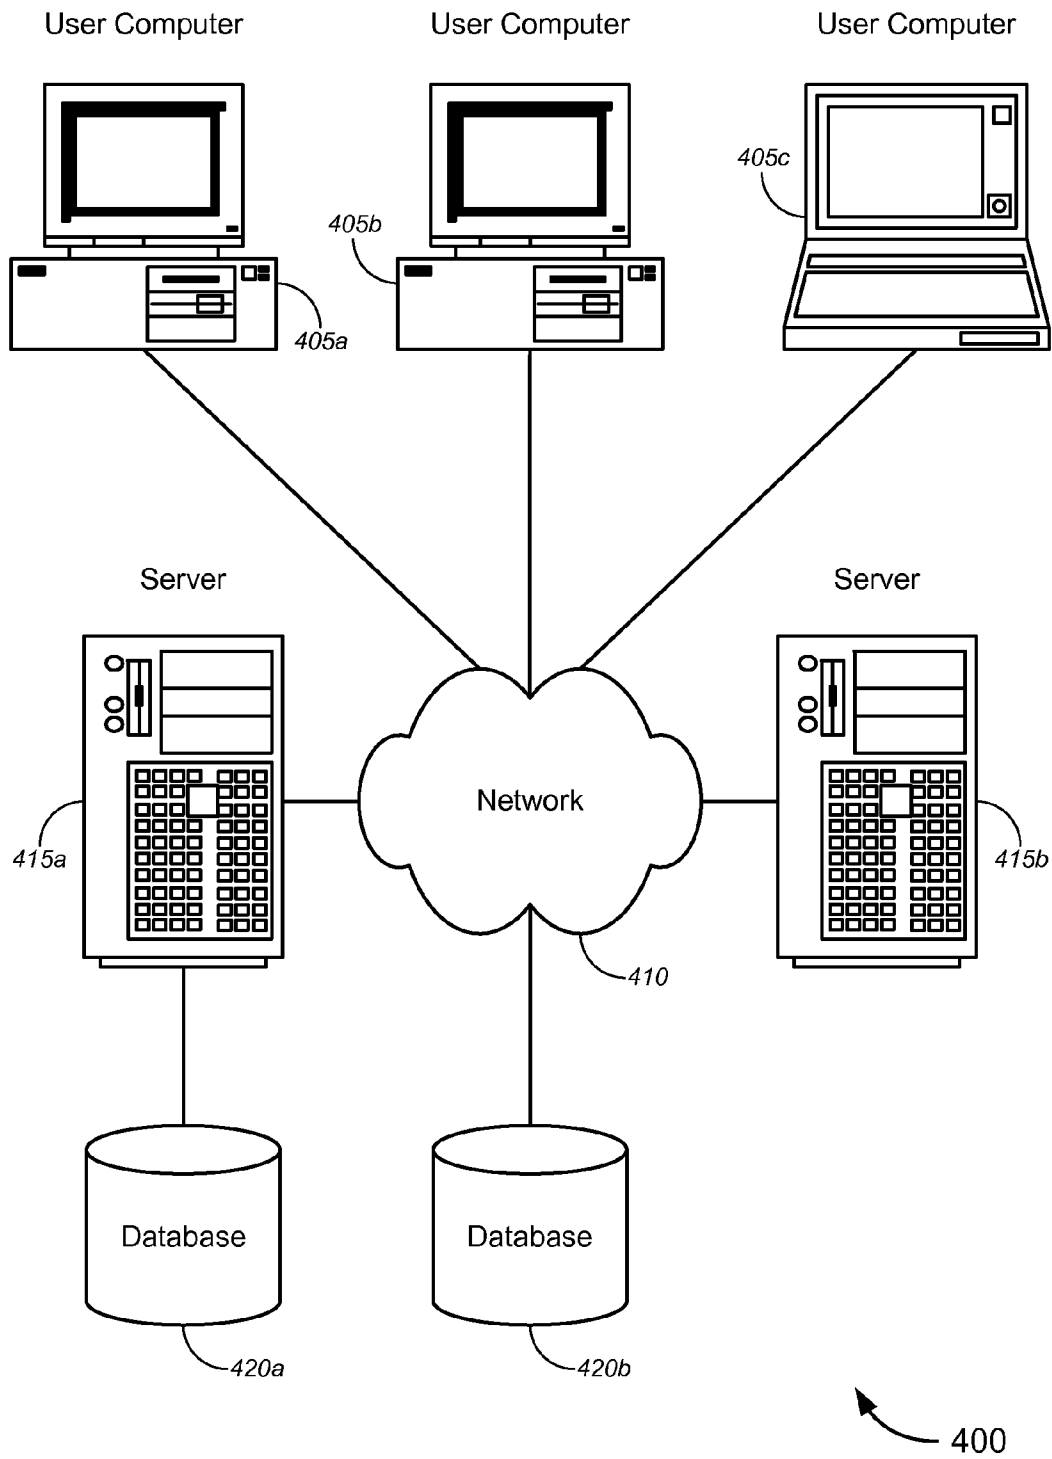 User Computer
User Computer
User Computer
405c
405b
405a
Server
Server
Network
415a
415b
410
Database
Database
420a
420b
400